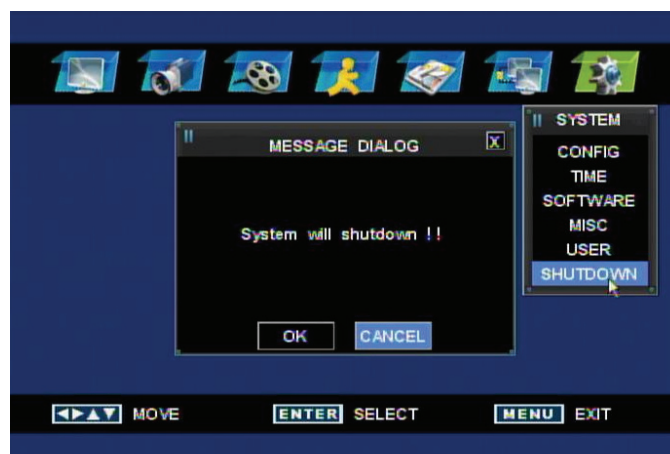 MESSAGE DIALOG X
System will shutdown !!
OK CANCEL
SYSTEM
CONFIG
TIME
SOFTWARE
MISC
USER
SHUTDOWN
◀▶▲▼ MOVE ENTER SELECT MENU EXIT